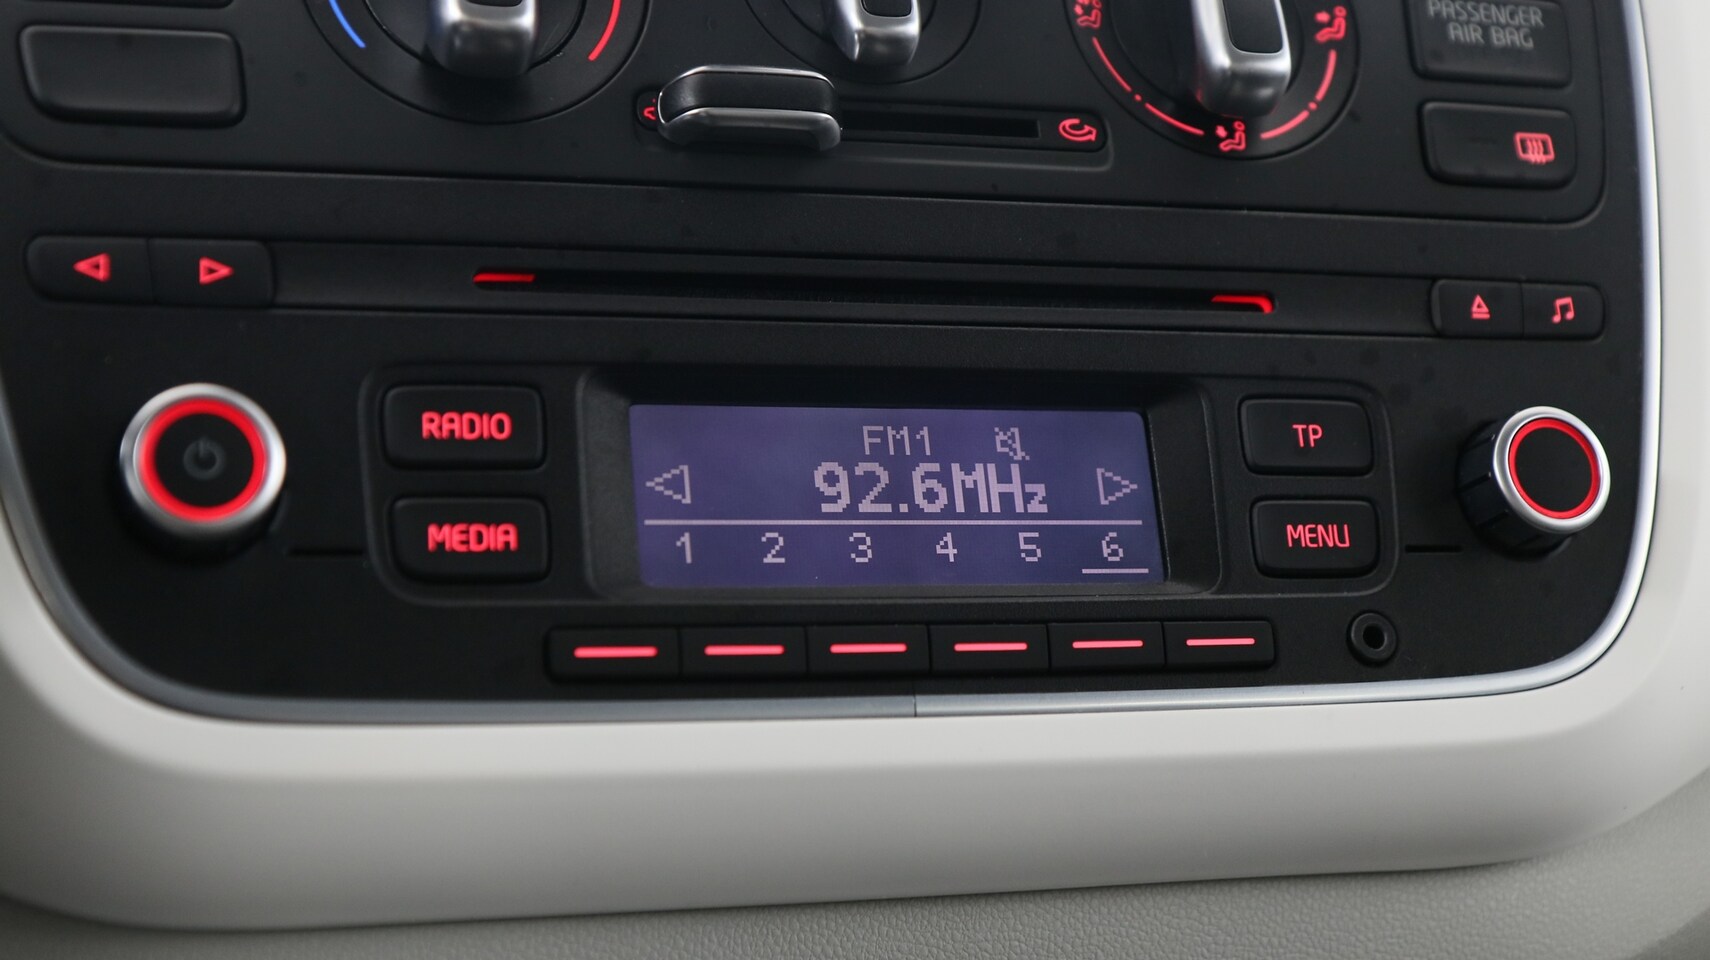 PASSENGER
AIR BAG
RADIO
MEDIA
FM1
92.6MHz
1 2 3 4 5 6
TP
MENU